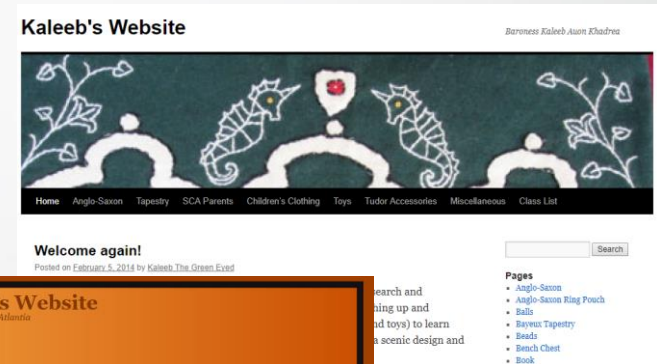 Kaleeb's Website
Baroness Kaleeb Auon Khadrea
Home Anglo-Saxon Tapestry SCA Parents Children's Clothing Toys Tudor Accessories Miscellaneous Class List
Welcome again!
Posted on February 5, 2014 by Kaleeb The Green Eyed
Search
search and
hing up and
nd toys) to learn
a scenic design and
Pages
Anglo-Saxon
Anglo-Saxon Ring Pouch
Balls
Bayeux Tapestry
Beads
Bench Chest
Book
s Website
Atlantia